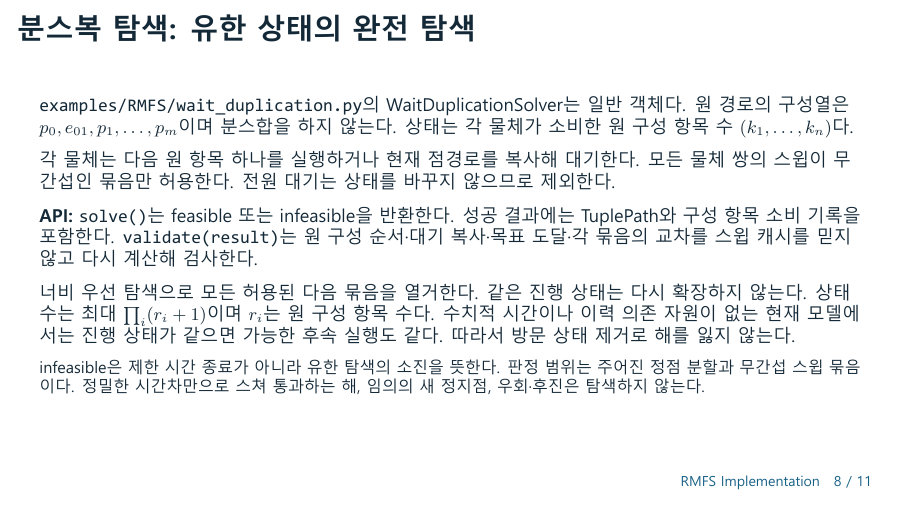 분스복 탐색: 유한 상태의 완전 탐색
examples/RMFS/wait_duplication.py의 WaitDuplicationSolver는 일반 객체다. 원 경로의 구성열은
p₀, e₀₁, p₁, . . . , pₘ이며 분스합을 하지 않는다. 상태는 각 물체가 소비한 원 구성 항목 수 (k₁, . . . , kₙ)다.
각 물체는 다음 원 항목 하나를 실행하거나 현재 점경로를 복사해 대기한다. 모든 물체 쌍의 스윕이 무
간섭인 묶음만 허용한다. 전원 대기는 상태를 바꾸지 않으므로 제외한다.
API: solve()는 feasible 또는 infeasible을 반환한다. 성공 결과에는 TuplePath와 구성 항목 소비 기록을
포함한다. validate(result)는 원 구성 순서·대기 복사·목표 도달·각 묶음의 교차를 스윕 캐시를 믿지
않고 다시 계산해 검사한다.
너비 우선 탐색으로 모든 허용된 다음 묶음을 열거한다. 같은 진행 상태는 다시 확장하지 않는다. 상태
수는 최대 ∏ᵢ(rᵢ + 1)이며 rᵢ는 원 구성 항목 수다. 수치적 시간이나 이력 의존 자원이 없는 현재 모델에
서는 진행 상태가 같으면 가능한 후속 실행도 같다. 따라서 방문 상태 제거로 해를 잃지 않는다.
infeasible은 제한 시간 종료가 아니라 유한 탐색의 소진을 뜻한다. 판정 범위는 주어진 정점 분할과 무간섭 스윕 묶음
이다. 정밀한 시간차만으로 스쳐 통과하는 해, 임의의 새 정지점, 우회·후진은 탐색하지 않는다.
RMFS Implementation 8 / 11